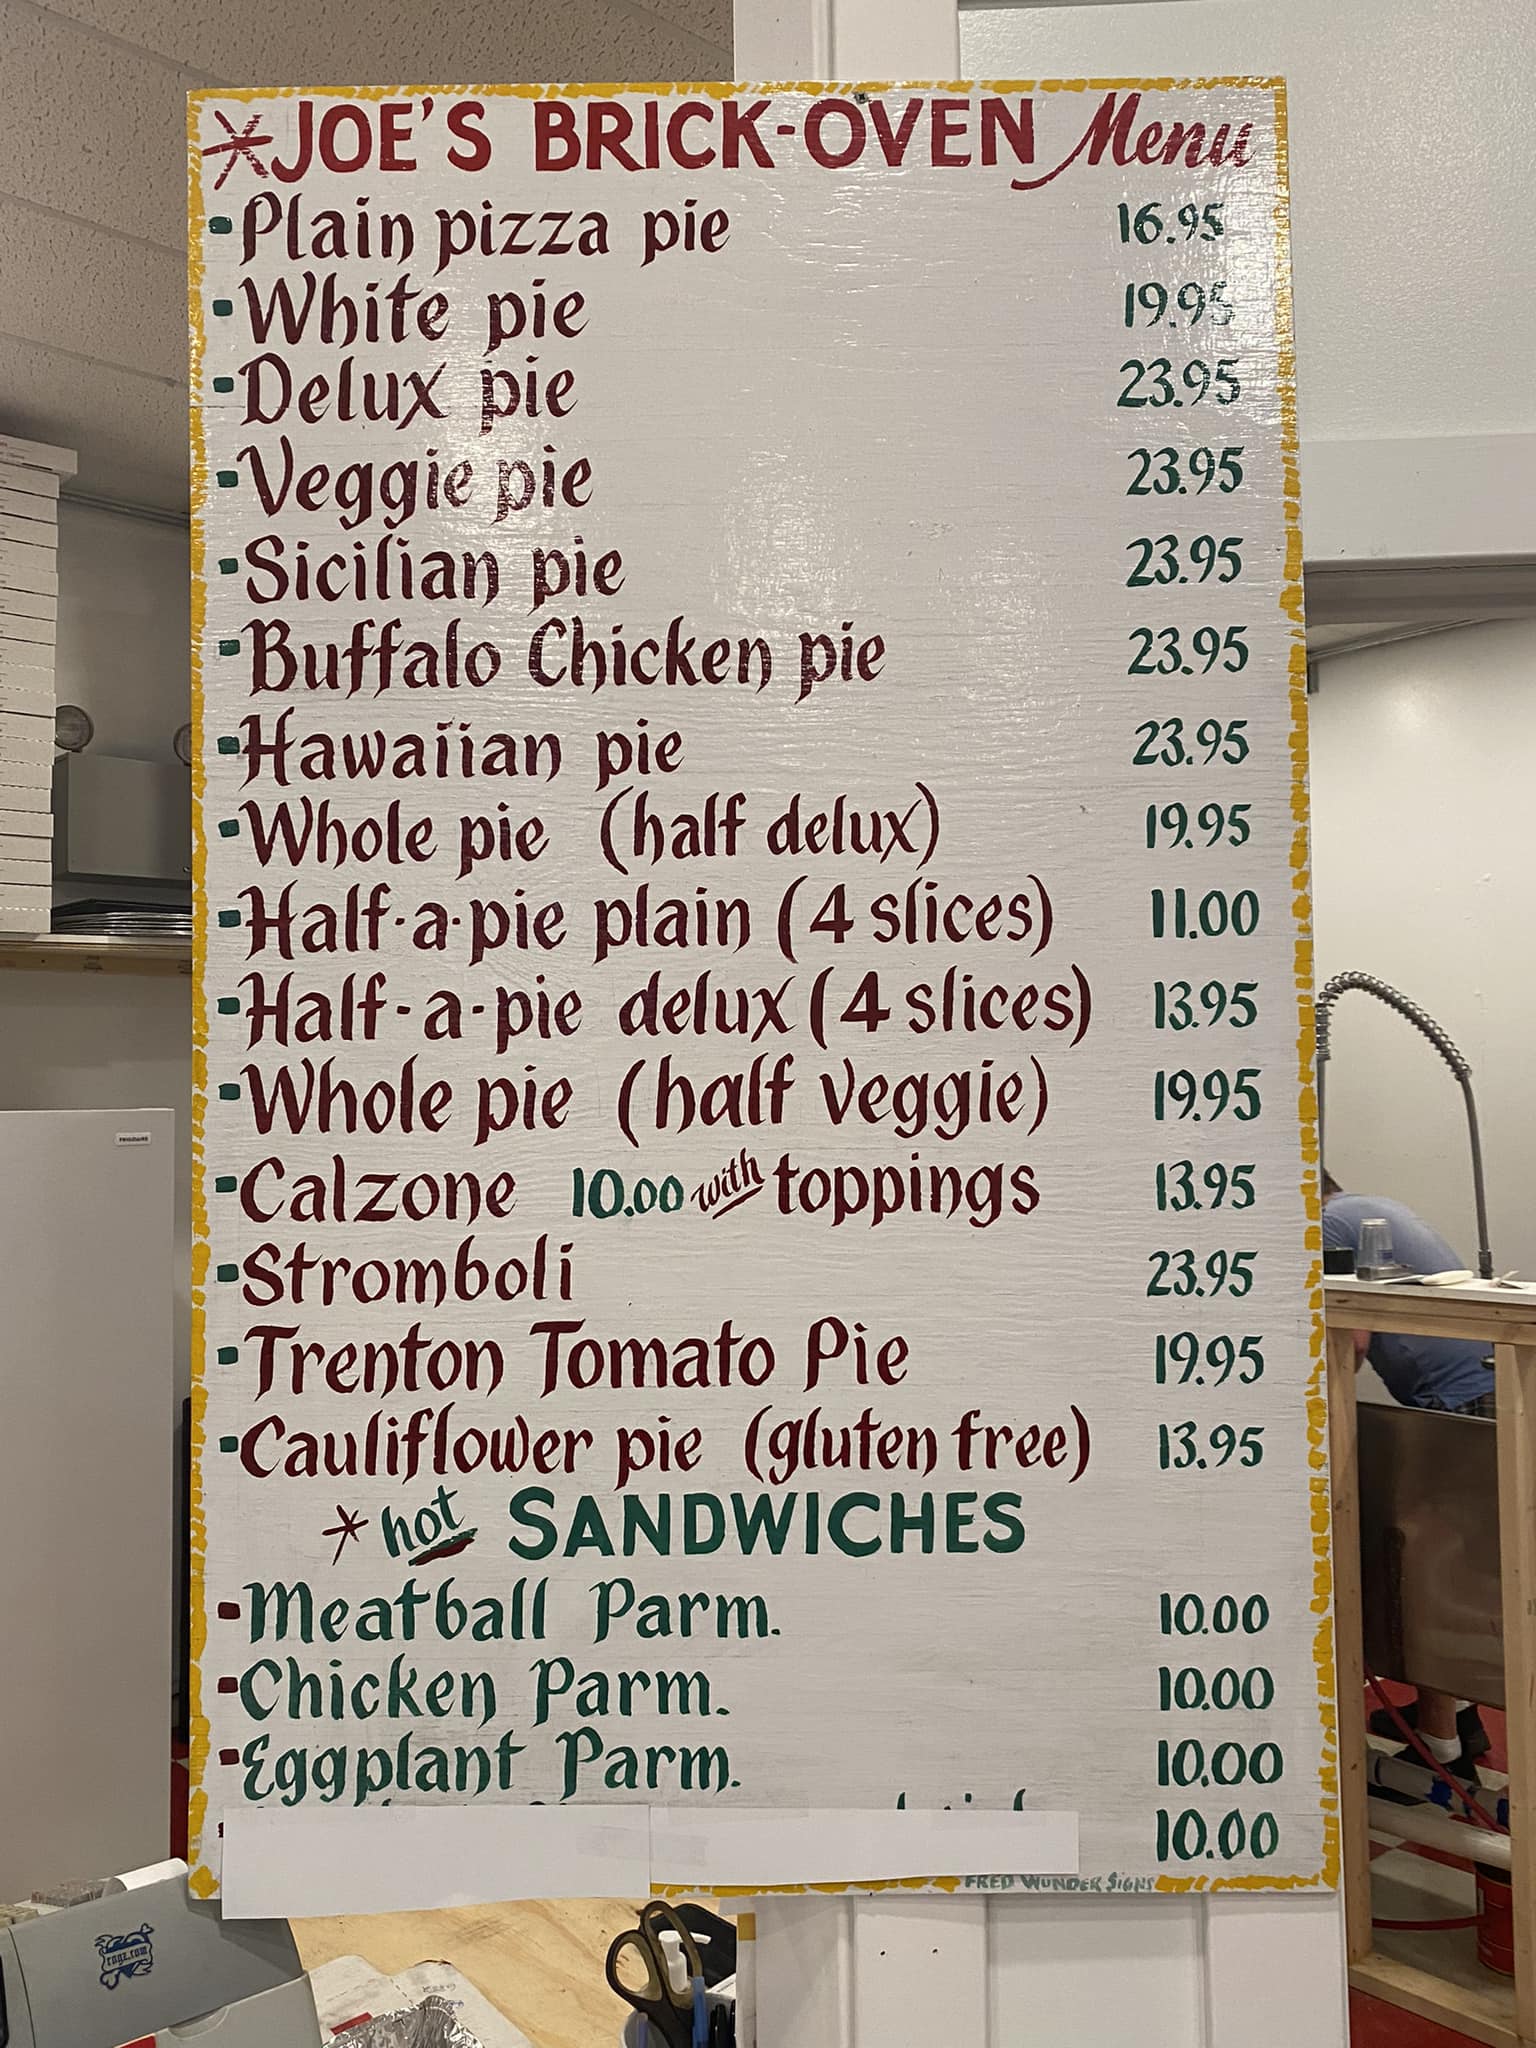 *JOE'S BRICK-OVEN Menu
Plain pizza pie 16.95
White pie 19.95
Delux pie 23.95
Veggie pie 23.95
Sicilian pie 23.95
Buffalo Chicken pie 23.95
Hawaiian pie 23.95
Whole pie (half delux) 19.95
Half-a-pie plain (4 slices) 11.00
Half-a-pie delux (4 slices) 13.95
Whole pie (half veggie) 19.95
Calzone 10.00 with toppings 13.95
Stromboli 23.95
Trenton Tomato Pie 19.95
Cauliflower pie (gluten free) 13.95
*hot SANDWICHES
Meatball Parm. 10.00
Chicken Parm. 10.00
Eggplant Parm. 10.00
10.00
FRED WUNDER SIGNS
FRIGIDAIRE